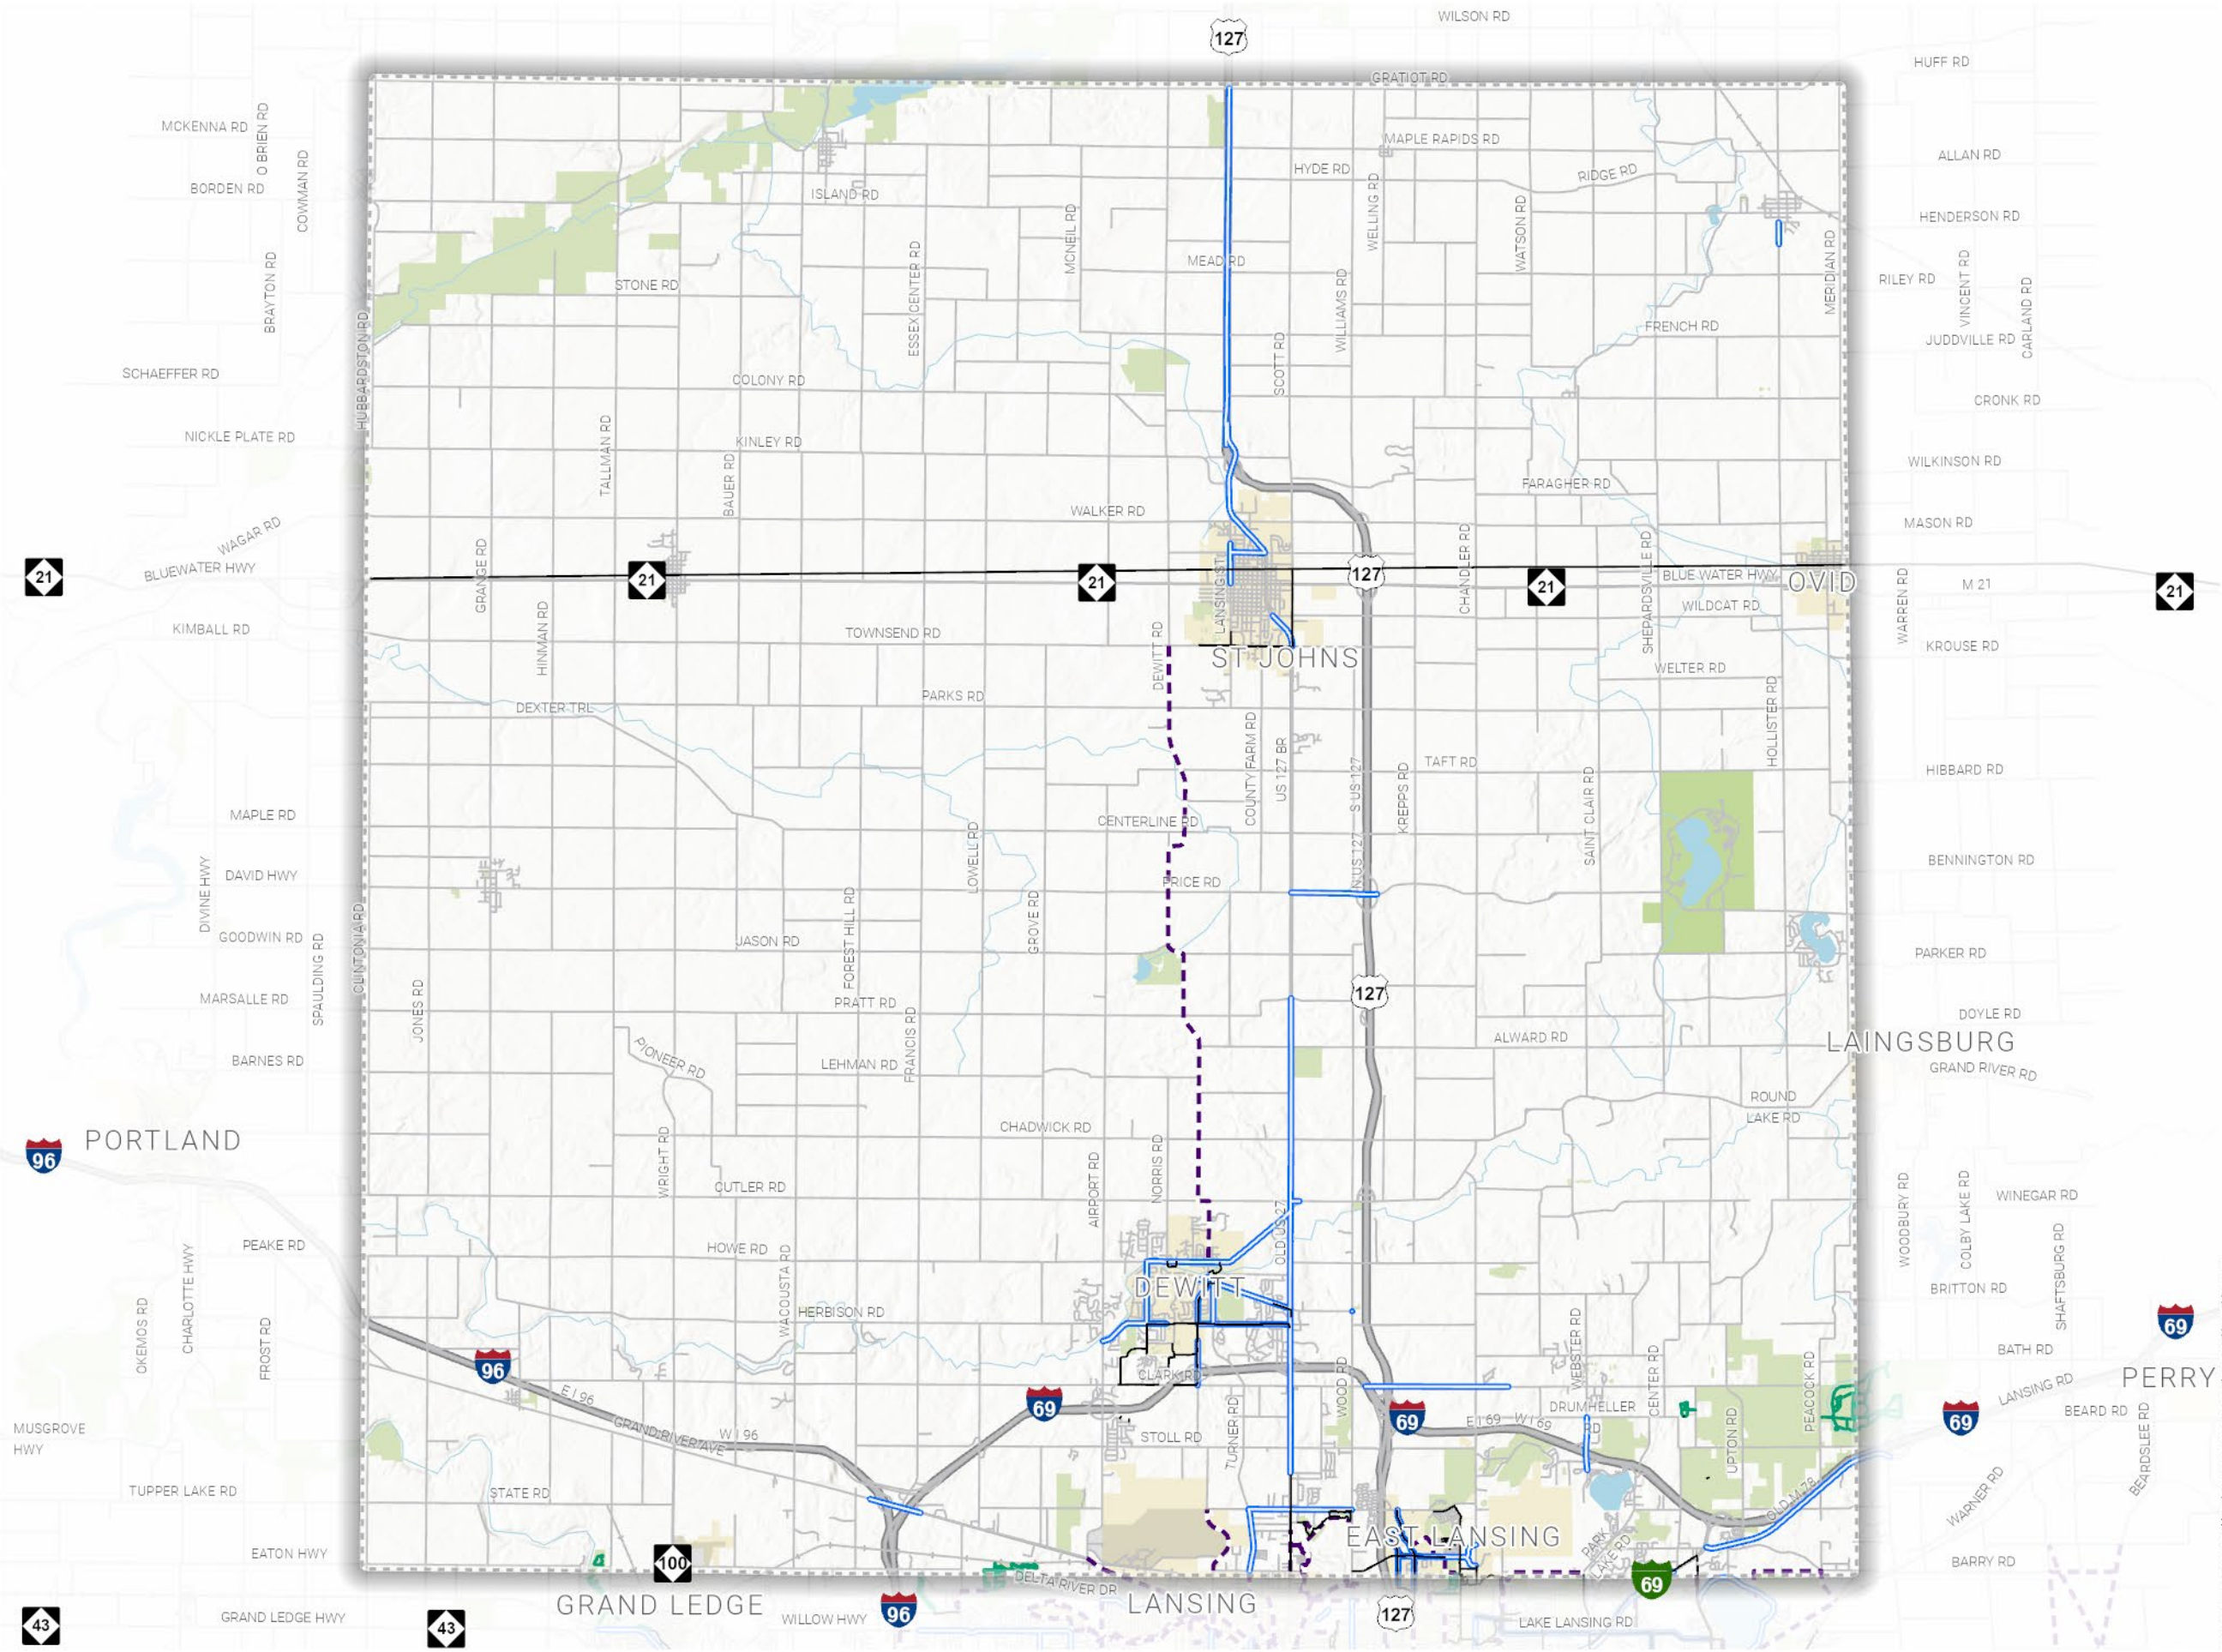 WILSON RD
127
HUFF RD
GRATIOT RD
MCKENNA RD
O BRIEN RD
MAPLE RAPIDS RD
ALLAN RD
COWMAN RD
BORDEN RD
ISLAND RD
HYDE RD
RIDGE RD
MCNEIL RD
WELLING RD
WATSON RD
HENDERSON RD
BRAYTON RD
STONE RD
ESSEX CENTER RD
MEAD RD
WILLIAMS RD
MERIDIAN RD
RILEY RD
VINCENT RD
CARLAND RD
HUBBARDSTON RD
SCOTT RD
FRENCH RD
JUDDVILLE RD
SCHAEFFER RD
COLONY RD
CRONK RD
NICKLE PLATE RD
TALLMAN RD
KINLEY RD
BAUER RD
WILKINSON RD
FARAGHER RD
WAGAR RD
WALKER RD
MASON RD
GRANGE RD
CHANDLER RD
SHEPARDSVILLE RD
21
BLUEWATER HWY
21
21
LANSING ST
127
21
BLUE WATER HWY
OVID
M 21
21
WARREN RD
KIMBALL RD
HINMAN RD
TOWNSEND RD
DEWITT RD
ST JOHNS
WILDCAT RD
KROUSE RD
WELTER RD
DEXTER TRL
PARKS RD
COUNTY FARM RD
US 127 BR
HOLLISTER RD
TAFT RD
S US 127
KREPPS RD
SAINT CLAIR RD
HIBBARD RD
MAPLE RD
LOWELL RD
CENTERLINE RD
N US 127
DIVINE HWY
DAVID HWY
PRICE RD
BENNINGTON RD
CLINTONIA RD
FOREST HILL RD
GROVE RD
GOODWIN RD
SPAULDING RD
JASON RD
PARKER RD
JONES RD
MARSALLE RD
PRATT RD
127
DOYLE RD
FRANCIS RD
PIONEER RD
LEHMAN RD
ALWARD RD
LAINGSBURG
BARNES RD
GRAND RIVER RD
ROUND
LAKE RD
CHADWICK RD
96
PORTLAND
WRIGHT RD
AIRPORT RD
NORRIS RD
CUTLER RD
WOODBURY RD
COLBY LAKE RD
WINEGAR RD
PEAKE RD
CHARLOTTE HWY
HOWE RD
WACOUSTA RD
OLD US 27
SHAFTSBURG RD
DEWITT
BRITTON RD
OKEMOS RD
FROST RD
HERBISON RD
WEBSTER RD
CENTER RD
PEACOCK RD
69
BATH RD
96
E I 96
CLARK RD
WOOD RD
LANSING RD
PERRY
69
69
DRUMHELLER
RD
69
BEARD RD
MUSGROVE
HWY
GRAND RIVER AVE
W I 96
STOLL RD
TURNER RD
E I 69
W I 69
UPTON RD
BEARDSLEE RD
TUPPER LAKE RD
STATE RD
OLD M 78
WARNER RD
EAST LANSING
PARK
LAKE RD
EATON HWY
100
BARRY RD
DELTA RIVER DR
69
GRAND LEDGE
LANSING
43
GRAND LEDGE HWY
43
WILLOW HWY
96
127
LAKE LANSING RD